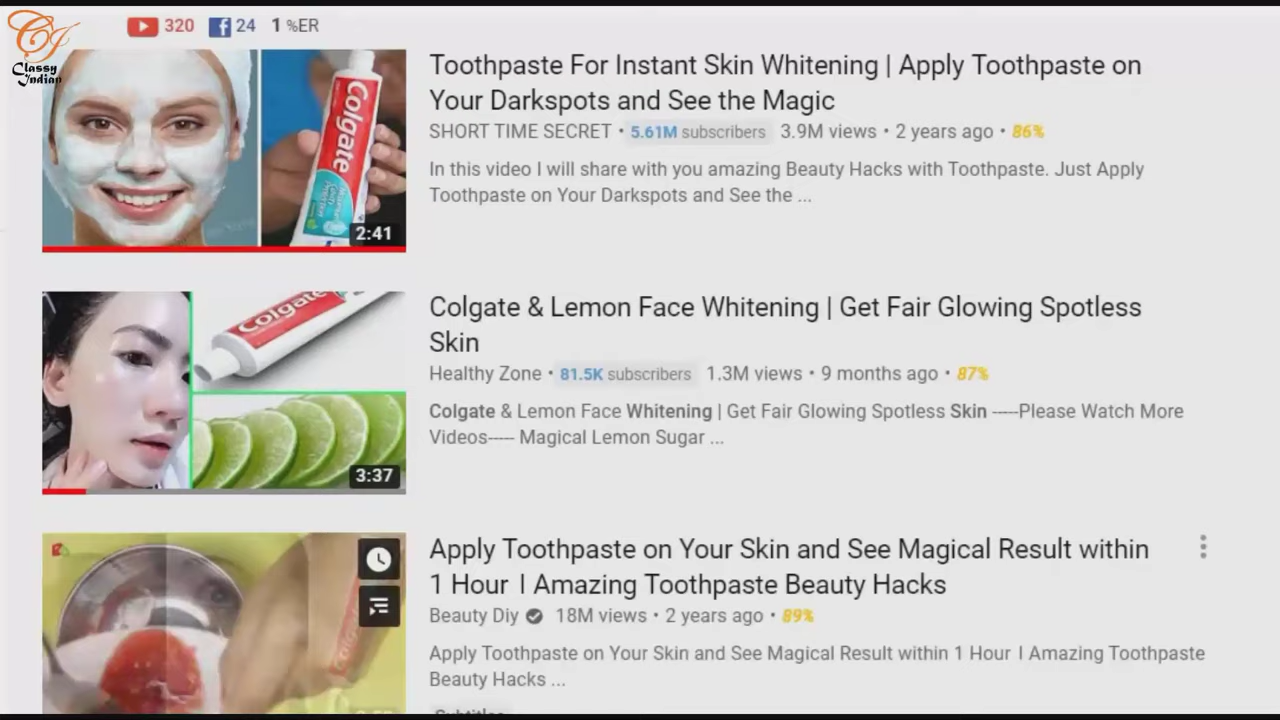 Classy
Indian
320 24 1 %ER
Colgate
2:41
Toothpaste For Instant Skin Whitening | Apply Toothpaste on
Your Darkspots and See the Magic
SHORT TIME SECRET • 5.61M subscribers 3.9M views • 2 years ago • 86%
In this video I will share with you amazing Beauty Hacks with Toothpaste. Just Apply
Toothpaste on Your Darkspots and See the ...
Colgate
3:37
Colgate & Lemon Face Whitening | Get Fair Glowing Spotless
Skin
Healthy Zone • 81.5K subscribers 1.3M views • 9 months ago • 87%
Colgate & Lemon Face Whitening | Get Fair Glowing Spotless Skin -----Please Watch More
Videos----- Magical Lemon Sugar ...
Apply Toothpaste on Your Skin and See Magical Result within
1 Hour l Amazing Toothpaste Beauty Hacks
Beauty Diy 18M views • 2 years ago • 89%
Apply Toothpaste on Your Skin and See Magical Result within 1 Hour l Amazing Toothpaste
Beauty Hacks ...
Subtitles